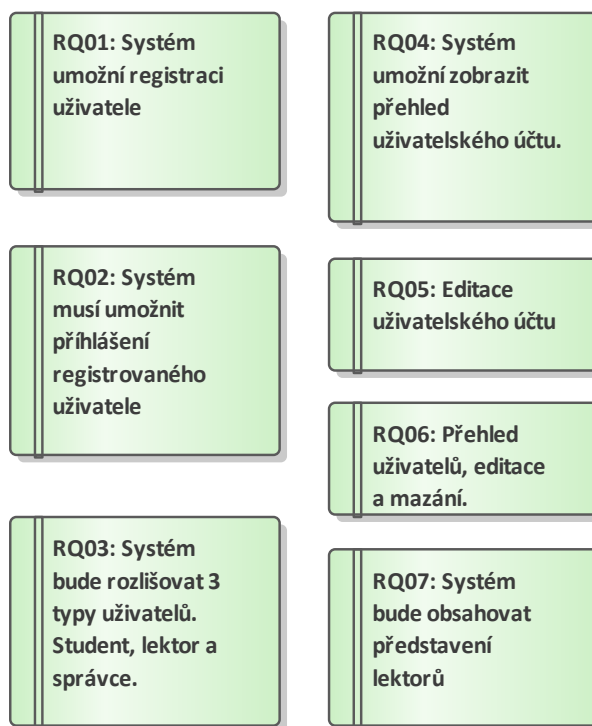 RQ01: Systém
umožní registraci
uživatele
RQ02: Systém
musí umožnit
příhlášení
registrovaného
uživatele
RQ03: Systém
bude rozlišovat 3
typy uživatelů.
Student, lektor a
správce.
RQ04: Systém
umožní zobrazit
přehled
uživatelského účtu.
RQ05: Editace
uživatelského účtu
RQ06: Přehled
uživatelů, editace
a mazání.
RQ07: Systém
bude obsahovat
představení
lektorů